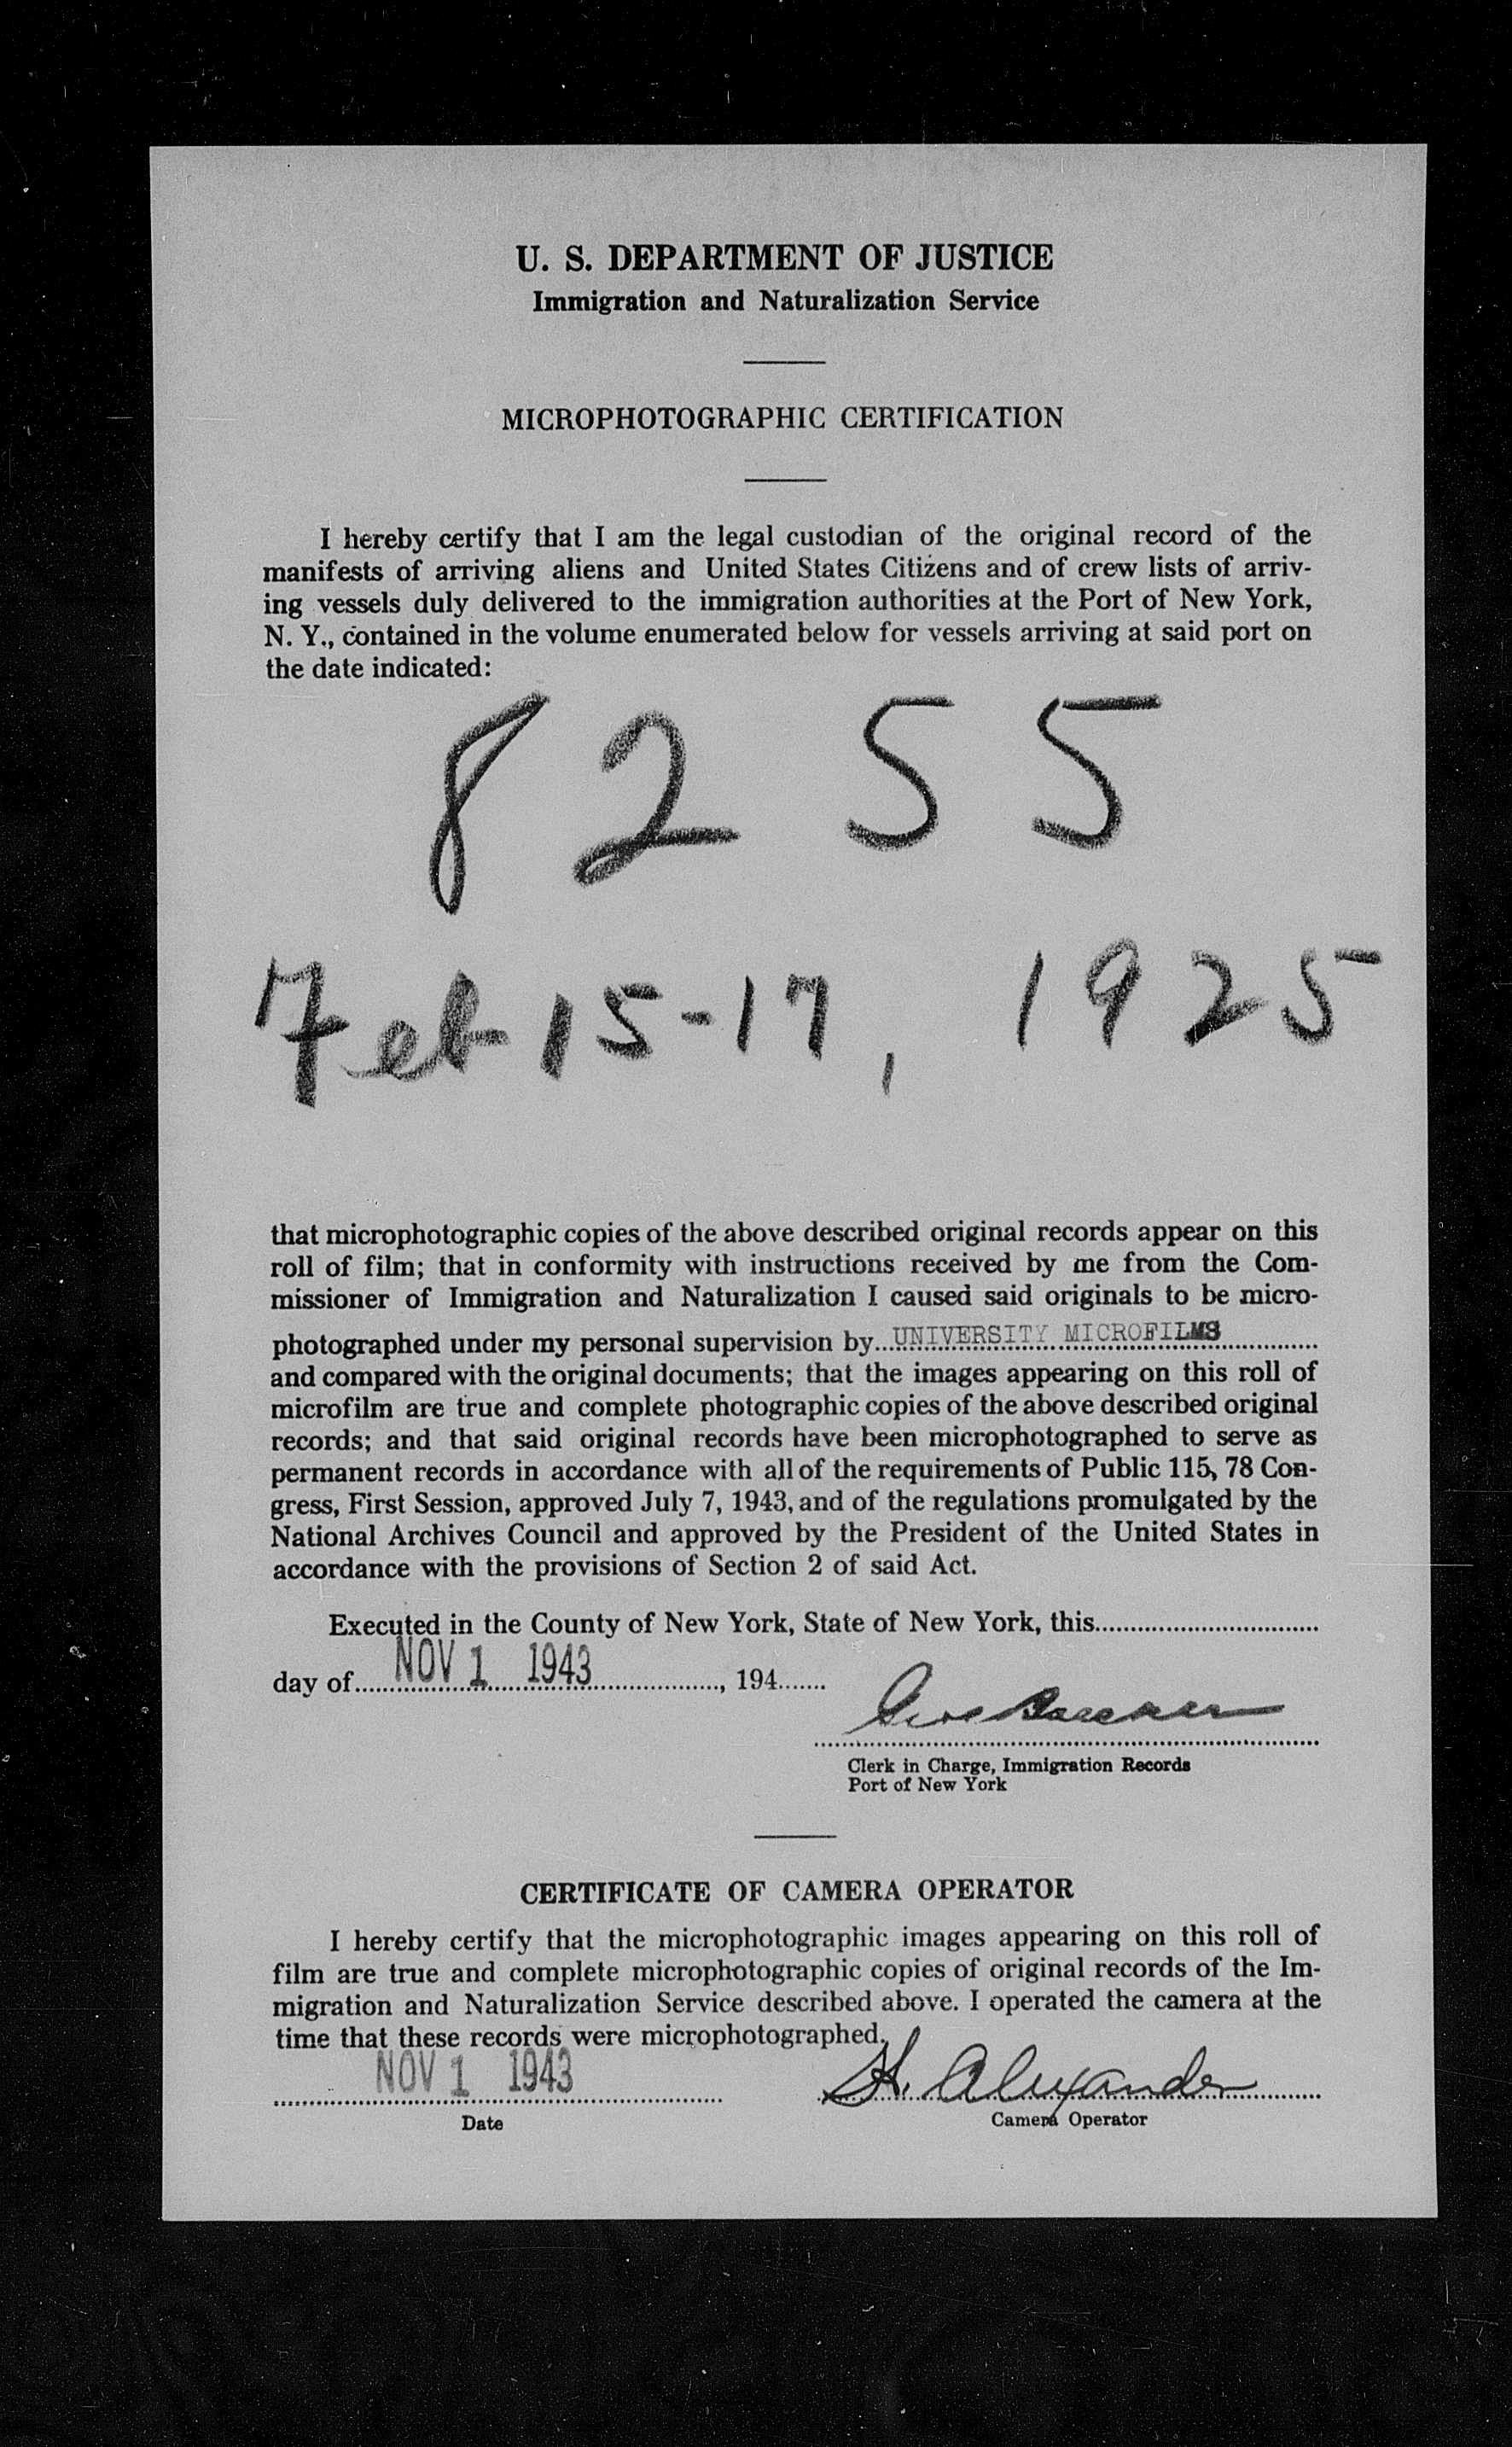 U. S. DEPARTMENT OF JUSTICE
Immigration and Naturalization Service
MICROPHOTOGRAPHIC CERTIFICATION
I hereby certify that I am the legal custodian of the original record of the
manifests of arriving aliens and United States Citizens and of crew lists of arriv-
ing vessels duly delivered to the immigration authorities at the Port of New York,
N. Y., contained in the volume enumerated below for vessels arriving at said port on
the date indicated:
8255
Feb 15-17, 1925
that microphotographic copies of the above described original records appear on this
roll of film; that in conformity with instructions received by me from the Com-
missioner of Immigration and Naturalization I caused said originals to be micro-
photographed under my personal supervision by UNIVERSITY MICROFILMS
and compared with the original documents; that the images appearing on this roll of
microfilm are true and complete photographic copies of the above described original
records; and that said original records have been microphotographed to serve as
permanent records in accordance with all of the requirements of Public 115, 78 Con-
gress, First Session, approved July 7, 1943, and of the regulations promulgated by the
National Archives Council and approved by the President of the United States in
accordance with the provisions of Section 2 of said Act.
Executed in the County of New York, State of New York, this
day of NOV 1 1943, 194
Clerk in Charge, Immigration Records
Port of New York
CERTIFICATE OF CAMERA OPERATOR
I hereby certify that the microphotographic images appearing on this roll of
film are true and complete microphotographic copies of original records of the Im-
migration and Naturalization Service described above. I operated the camera at the
time that these records were microphotographed.
NOV 1 1943 H. Alexander
Date Camera Operator